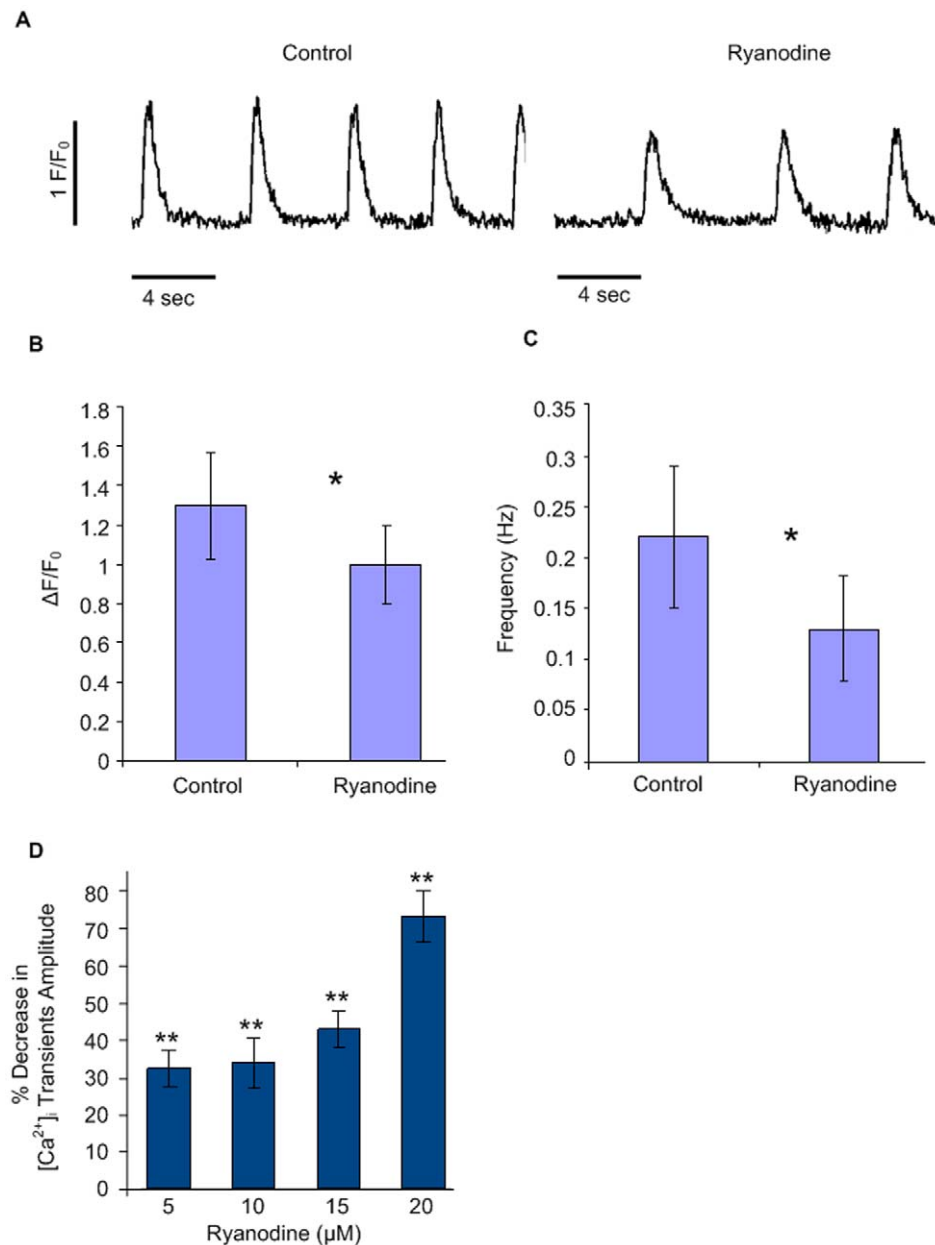 A
Control
Ryanodine
1 F/F₀
4 sec
4 sec
B
ΔF/F₀
1.8
1.6
1.4
1.2
1
0.8
0.6
0.4
0.2
0
*
Control
Ryanodine
C
Frequency (Hz)
0.35
0.3
0.25
0.2
0.15
0.1
0.05
0
*
Control
Ryanodine
D
% Decrease in
[Ca²⁺]ᵢ Transients Amplitude
80
70
60
50
40
30
20
10
0
**
**
**
**
5
10
15
20
Ryanodine (µM)